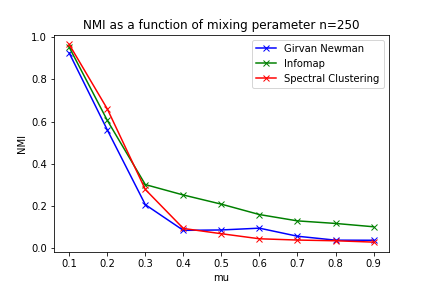 NMI as a function of mixing perameter n=250
Girvan Newman
Infomap
Spectral Clustering
NMI
1.0
0.8
0.6
0.4
0.2
0.0
0.1 0.2 0.3 0.4 0.5 0.6 0.7 0.8 0.9
mu